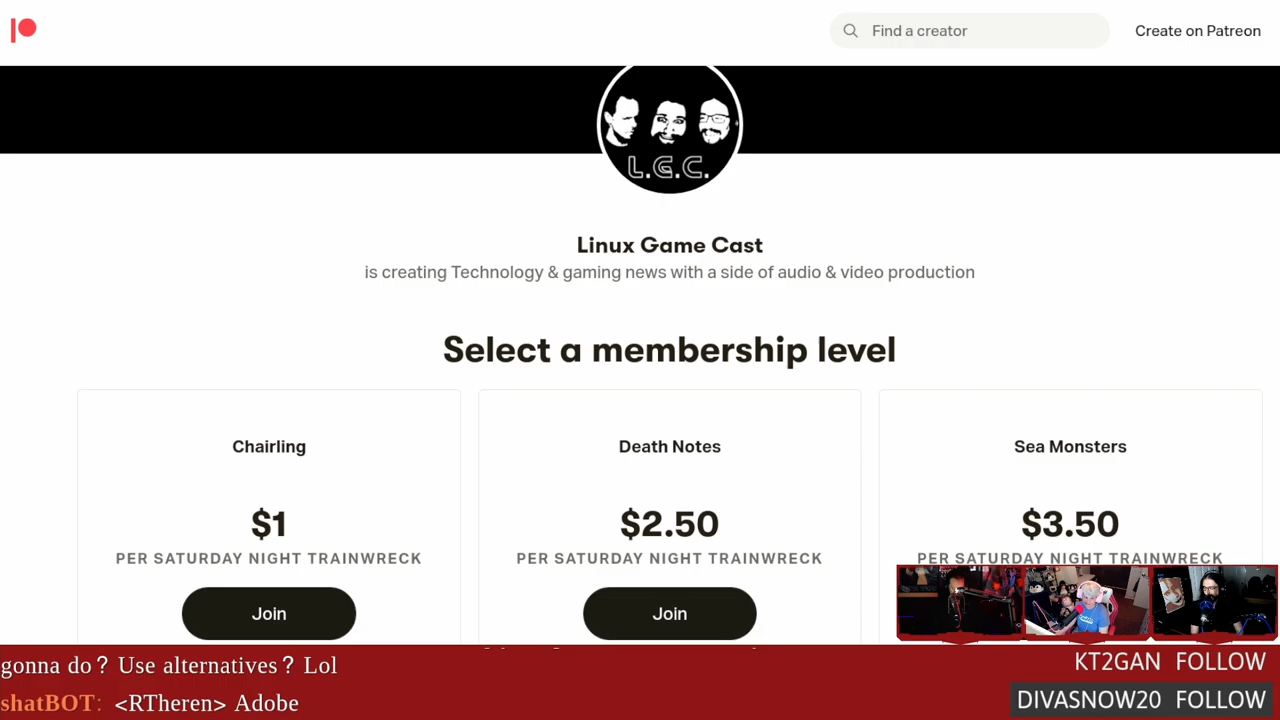 Find a creator
Create on Patreon
L.G.C.
Linux Game Cast
is creating Technology & gaming news with a side of audio & video production
Select a membership level
Chairling
$1
PER SATURDAY NIGHT TRAINWRECK
Join
Death Notes
$2.50
PER SATURDAY NIGHT TRAINWRECK
Join
Sea Monsters
$3.50
PER SATURDAY NIGHT TRAINWRECK
gonna do? Use alternatives? Lol
shatBOT: <RTheren> Adobe
KT2GAN FOLLOW
DIVASNOW20 FOLLOW